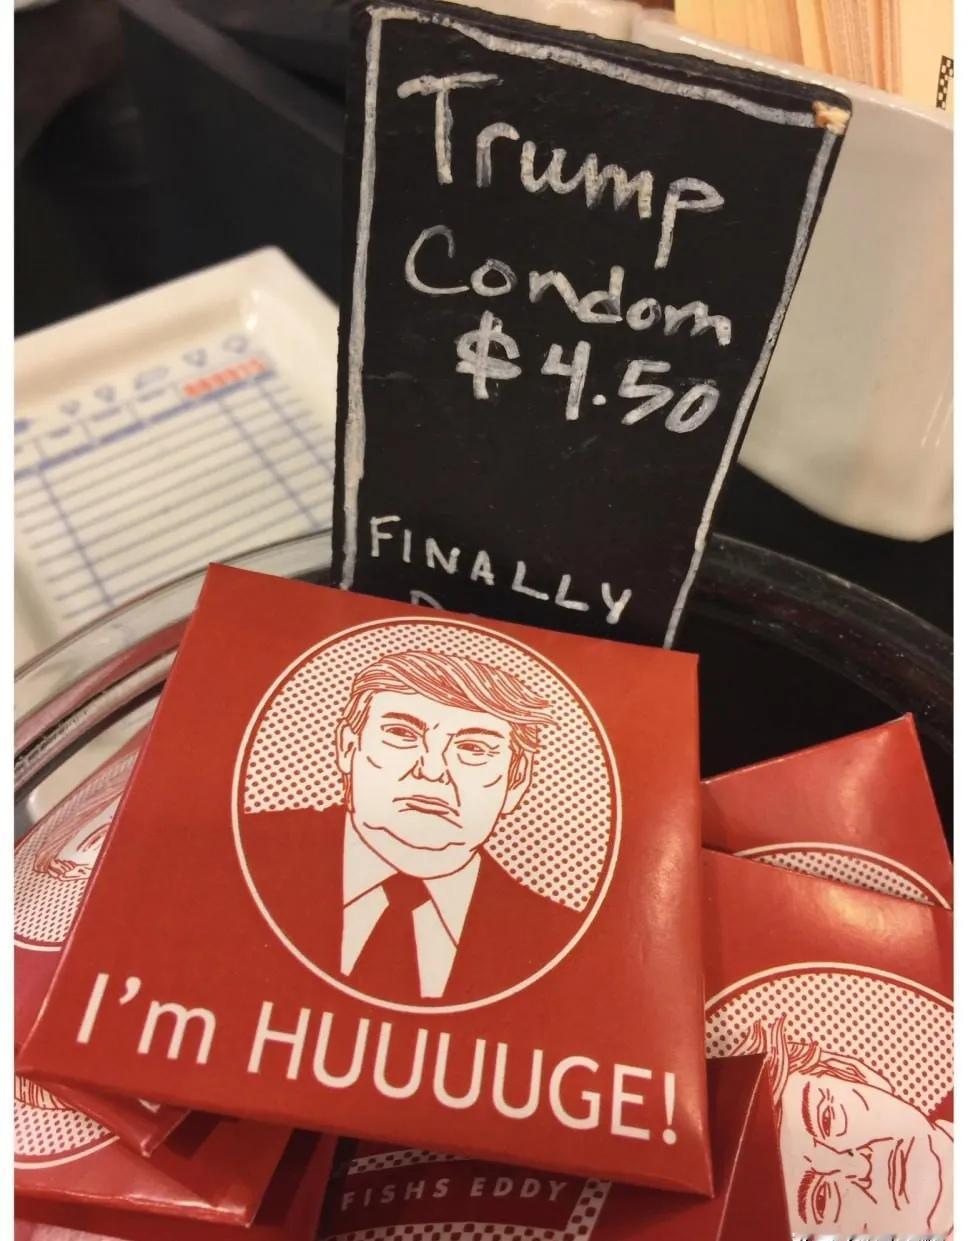 Trump
Condom
$4.50
FINALLY
I'm HUUUUGE!
FISHS EDDY